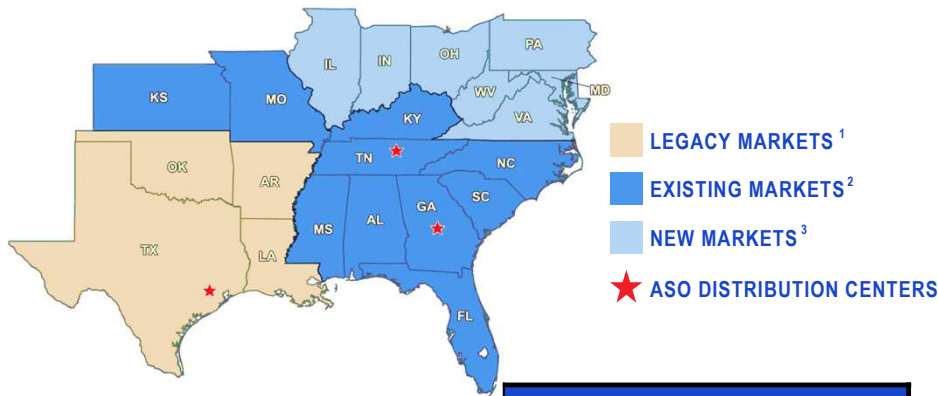 IL
IN
OH
PA
WV
MD
VA
KS
MO
KY
TN
NC
OK
AR
SC
MS
AL
GA
TX
LA
FL
LEGACY MARKETS 1
EXISTING MARKETS 2
NEW MARKETS 3
ASO DISTRIBUTION CENTERS